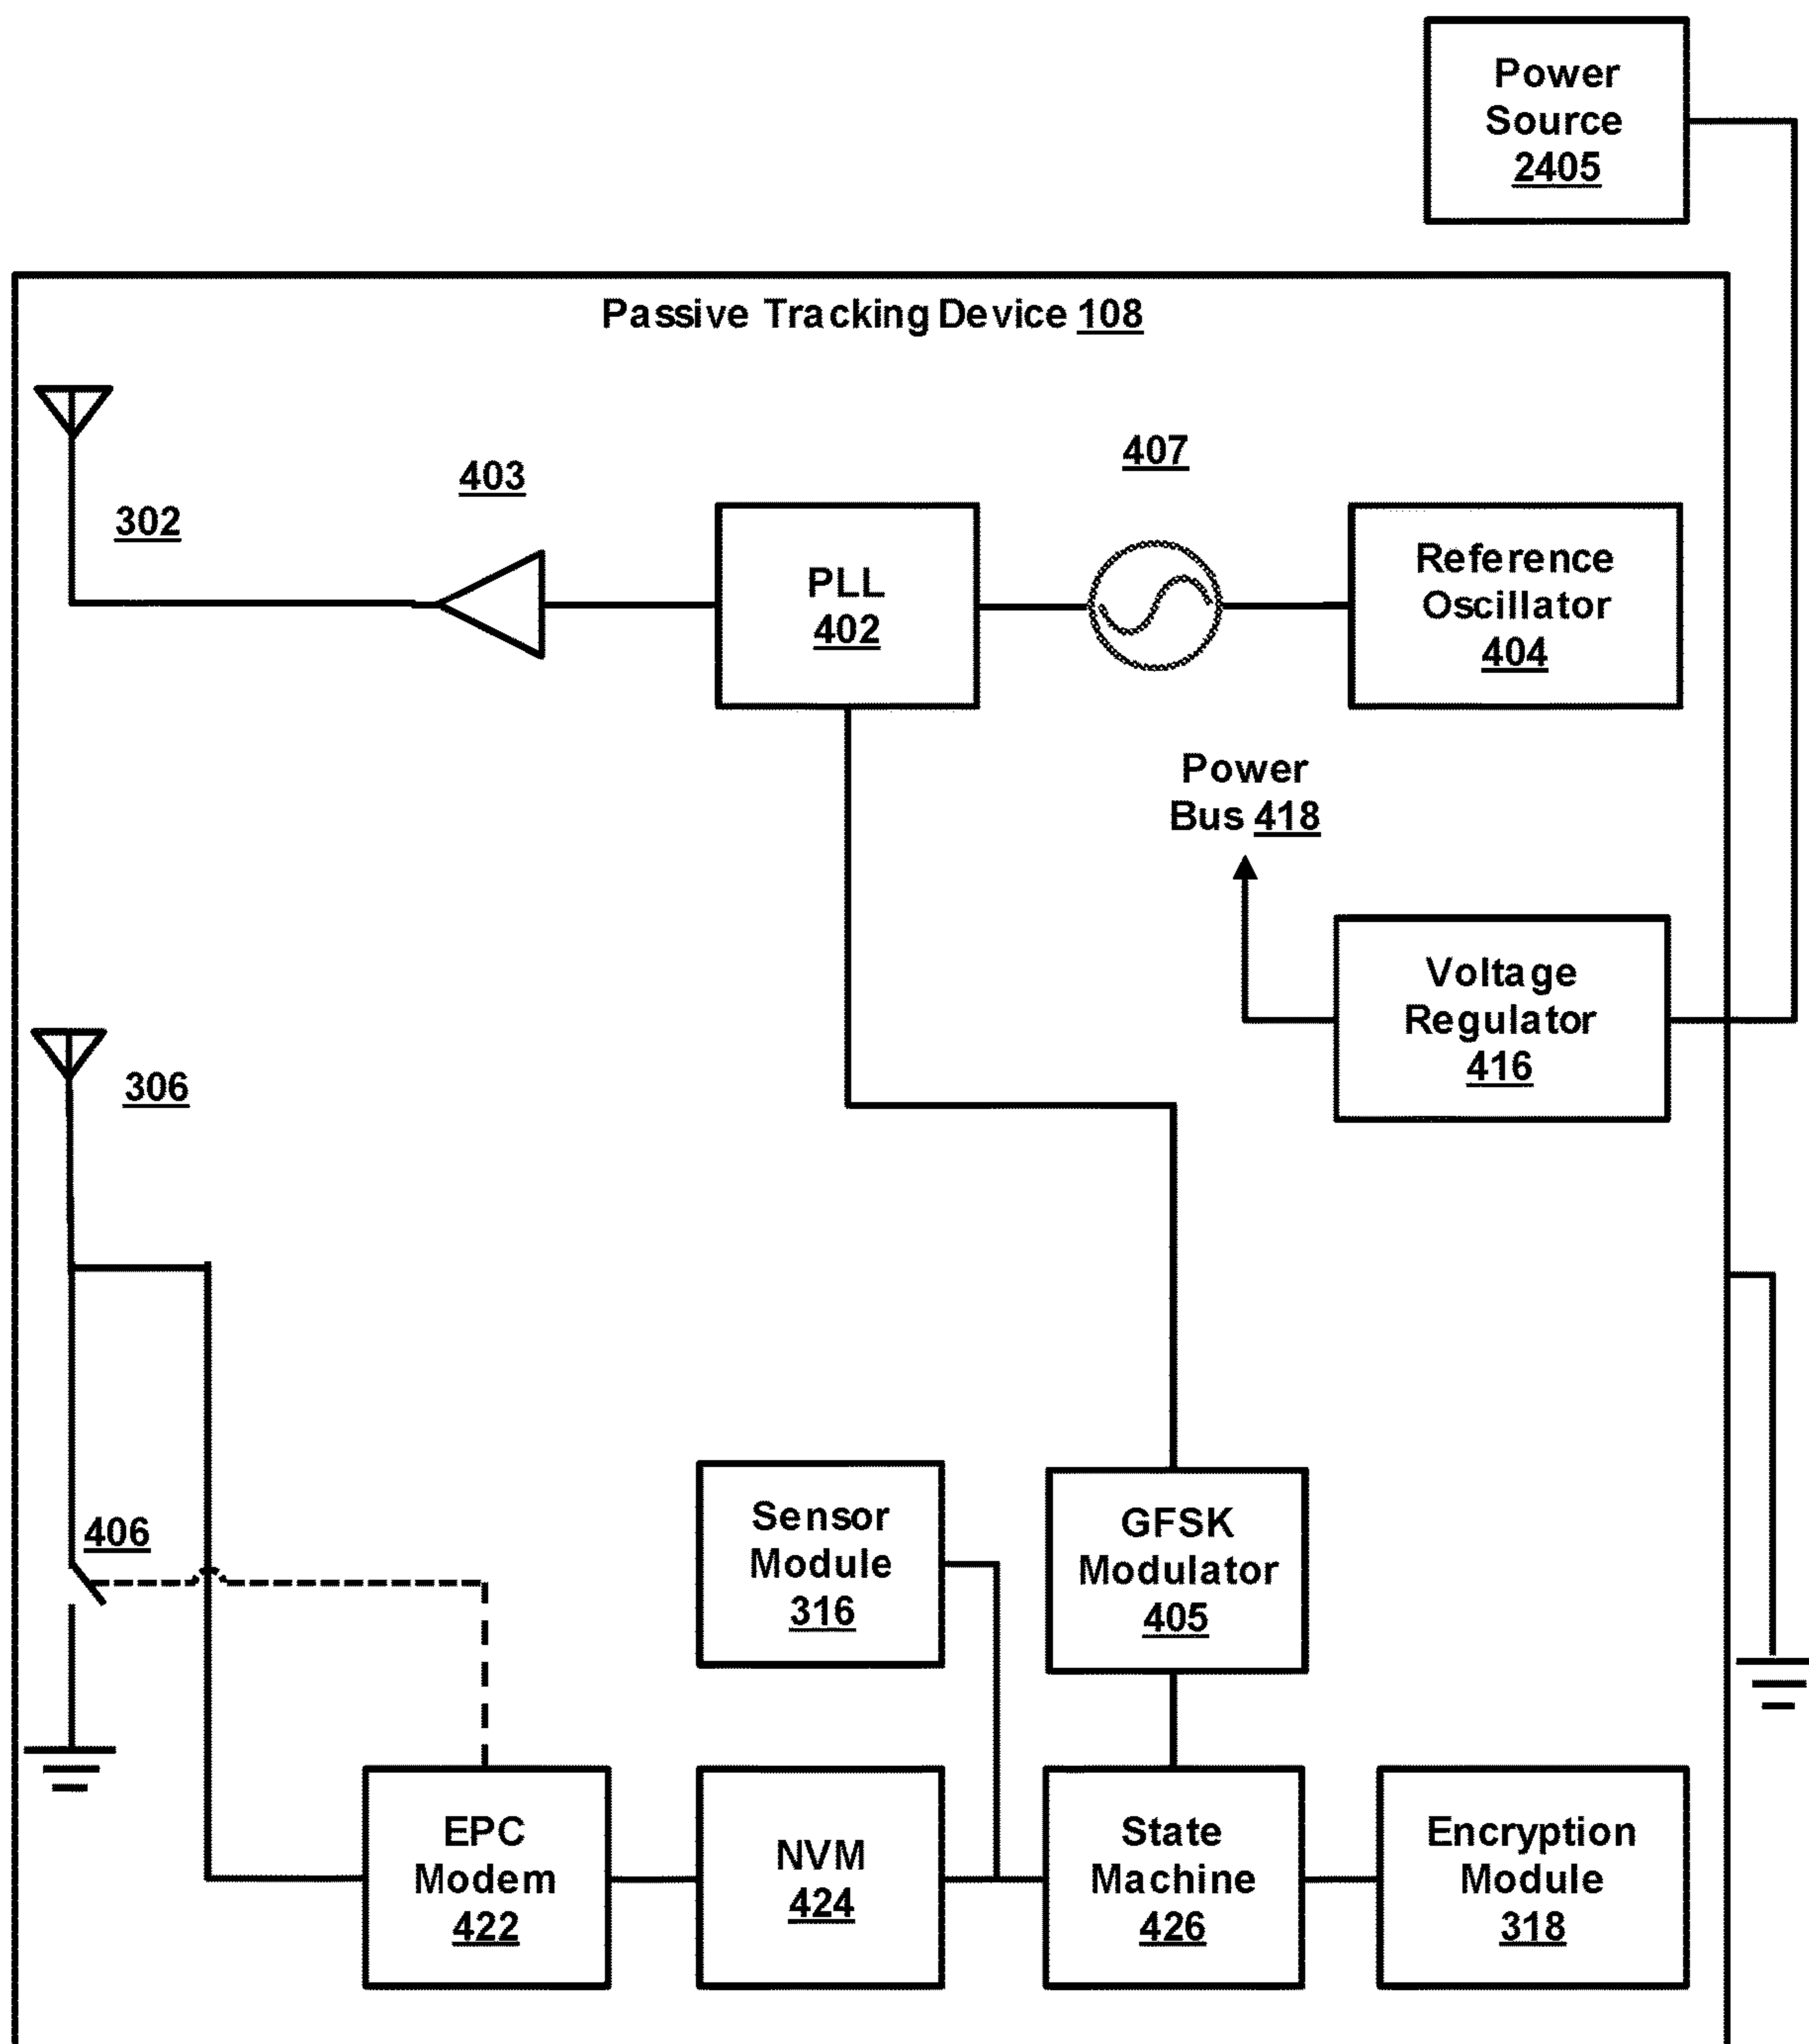 Power
Source
2405
Passive Tracking Device 108
407
403
302
PLL
402
Reference
Oscillator
404
Power
Bus 418
Voltage
Regulator
416
306
406
Sensor
Module
316
GFSK
Modulator
405
EPC
Modem
422
NVM
424
State
Machine
426
Encryption
Module
318